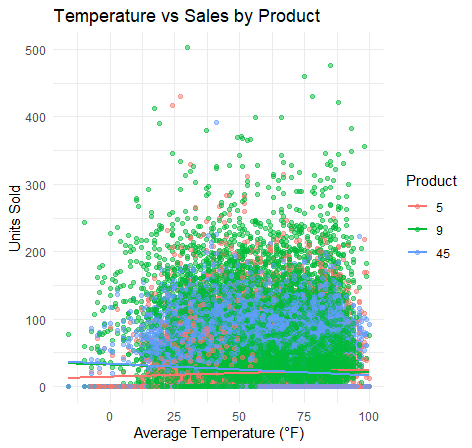 Temperature vs Sales by Product
500
400
300
200
100
0
Units Sold
0 25 50 75 100
Average Temperature (°F)
Product
5
9
45